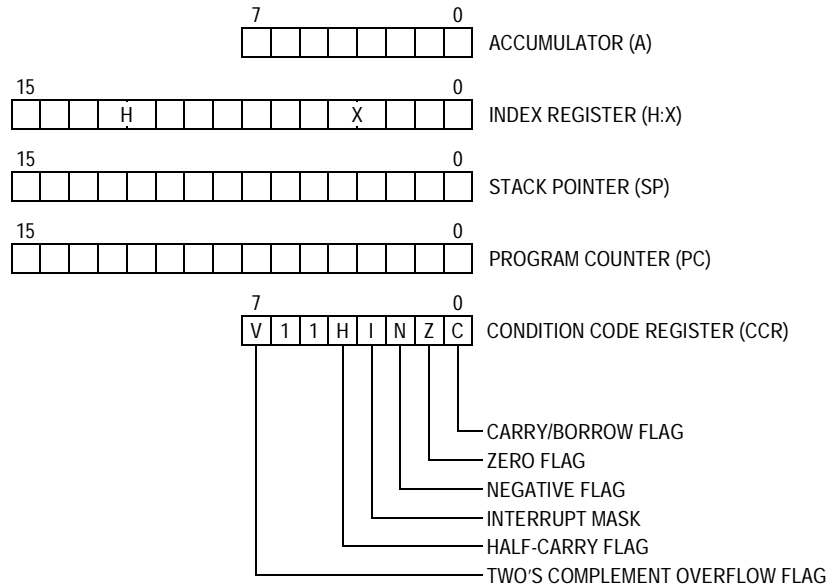 7 0
ACCUMULATOR (A)
15 0
H X INDEX REGISTER (H:X)
15 0
STACK POINTER (SP)
15 0
PROGRAM COUNTER (PC)
7 0
V 1 1 H I N Z C CONDITION CODE REGISTER (CCR)
CARRY/BORROW FLAG
ZERO FLAG
NEGATIVE FLAG
INTERRUPT MASK
HALF-CARRY FLAG
TWO'S COMPLEMENT OVERFLOW FLAG